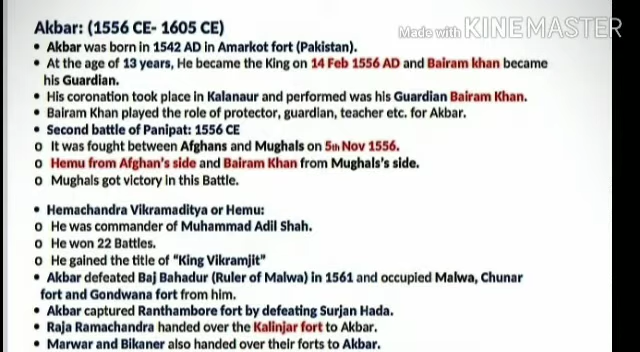 Made with KINEMASTER
Akbar: (1556 CE- 1605 CE)
• Akbar was born in 1542 AD in Amarkot fort (Pakistan).
• At the age of 13 years, He became the King on 14 Feb 1556 AD and Bairam khan became
his Guardian.
• His coronation took place in Kalanaur and performed was his Guardian Bairam Khan.
• Bairam Khan played the role of protector, guardian, teacher etc. for Akbar.
• Second battle of Panipat: 1556 CE
o It was fought between Afghans and Mughals on 5th Nov 1556.
o Hemu from Afghan's side and Bairam Khan from Mughals's side.
o Mughals got victory in this Battle.
• Hemachandra Vikramaditya or Hemu:
o He was commander of Muhammad Adil Shah.
o He won 22 Battles.
o He gained the title of "King Vikramjit"
• Akbar defeated Baj Bahadur (Ruler of Malwa) in 1561 and occupied Malwa, Chunar
fort and Gondwana fort from him.
• Akbar captured Ranthambore fort by defeating Surjan Hada.
• Raja Ramachandra handed over the Kalinjar fort to Akbar.
• Marwar and Bikaner also handed over their forts to Akbar.